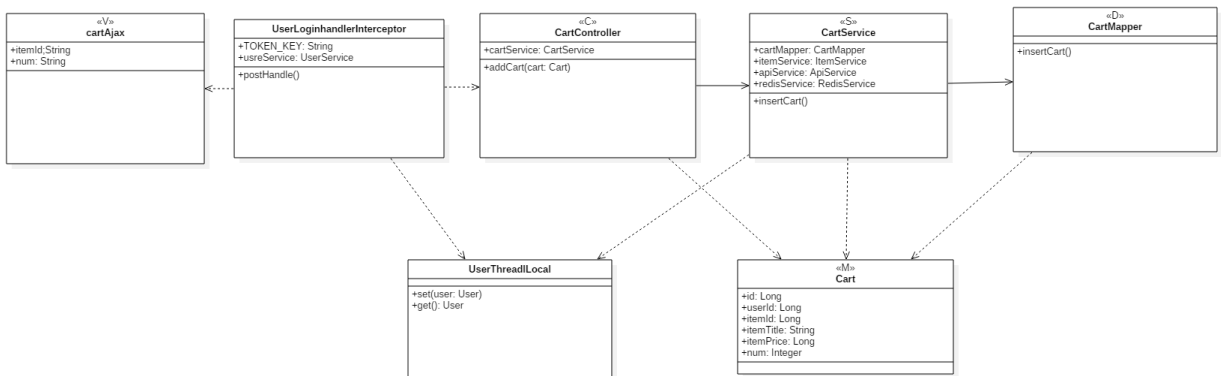 «V»
cartAjax
+itemId;String
+num: String
UserLoginhandlerInterceptor
+TOKEN_KEY: String
+usreService: UserService
+postHandle()
«C»
CartController
+cartService: CartService
+addCart(cart: Cart)
«S»
CartService
+cartMapper: CartMapper
+itemService: ItemService
+apiService: ApiService
+redisService: RedisService
+insertCart()
«D»
CartMapper
+insertCart()
UserThreadlLocal
+set(user: User)
+get(): User
«M»
Cart
+id: Long
+userId: Long
+itemId: Long
+itemTitle: String
+itemPrice: Long
+num: Integer